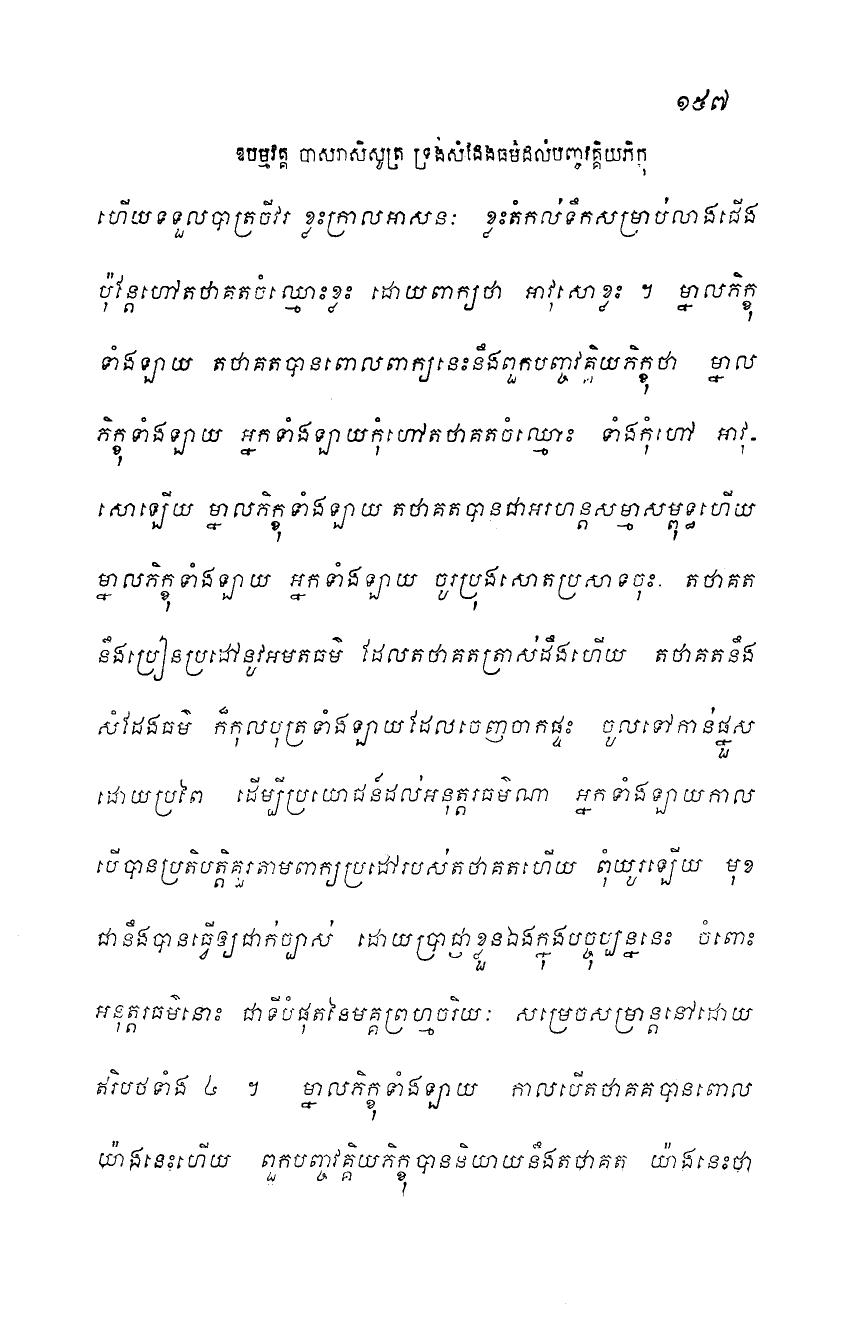 ១៥៧
ឧបម្មវគ្គ បាសរាសិសូត្រ ទ្រង់សំដែងធម៌ដល់បញ្ចវគ្គិយភិក្ខុ
ហើយទទួលបាត្រចីវរ ខ្លះក្រាលអាសនៈ ខ្លះតំកល់ទឹកសម្រាប់លាងជើង
ប៉ុន្តែហៅតថាគតចំឈ្មោះខ្លះ ដោយពាក្យថា អាវុសោខ្លះ ។ ម្នាលភិក្ខុ
ទាំងឡាយ តថាគតបានពោលពាក្យនេះនឹងពួកបញ្ចវគ្គិយភិក្ខុថា ម្នាល
ភិក្ខុទាំងឡាយ អ្នកទាំងឡាយកុំហៅតថាគតចំឈ្មោះ ទាំងកុំហៅ អាវុ-
សោឡើយ ម្នាលភិក្ខុទាំងឡាយ តថាគតបានជាអរហន្តសម្មាសម្ពុទ្ធហើយ
ម្នាលភិក្ខុទាំងឡាយ អ្នកទាំងឡាយ ចូរប្រុងសោតប្រសាទចុះ. តថាគត
នឹងប្រៀនប្រដៅនូវអមតធម៌ ដែលតថាគតត្រាស់ដឹងហើយ តថាគតនឹង
សំដែងធម៌ ក៏កុលបុត្រទាំងឡាយដែលចេញចាកផ្ទះ ចូលទៅកាន់ផ្នួស
ដោយប្រពៃ ដើម្បីប្រយោជន៍ដល់អនុត្តរធម៌ណា អ្នកទាំងឡាយកាល
បើបានប្រតិបត្តិគួរតាមពាក្យប្រដៅរបស់តថាគតហើយ ពុំយូរឡើយ មុខ
ជានឹងបានធ្វើឲ្យជាក់ច្បាស់ ដោយប្រាជ្ញាខ្លួនឯងក្នុងបច្ចុប្បន្ននេះ ចំពោះ
អនុត្តរធម៌នោះ ជាទីបំផុតនៃមគ្គព្រហ្មចរិយៈ សម្រេចសម្រាន្តនៅដោយ
ឥរិបថទាំង ៤ ។ ម្នាលភិក្ខុទាំងឡាយ កាលបើតថាគតបានពោល
យ៉ាងនេះហើយ ពួកបញ្ចវគ្គិយភិក្ខុបាននិយាយនឹងតថាគត យ៉ាងនេះថា